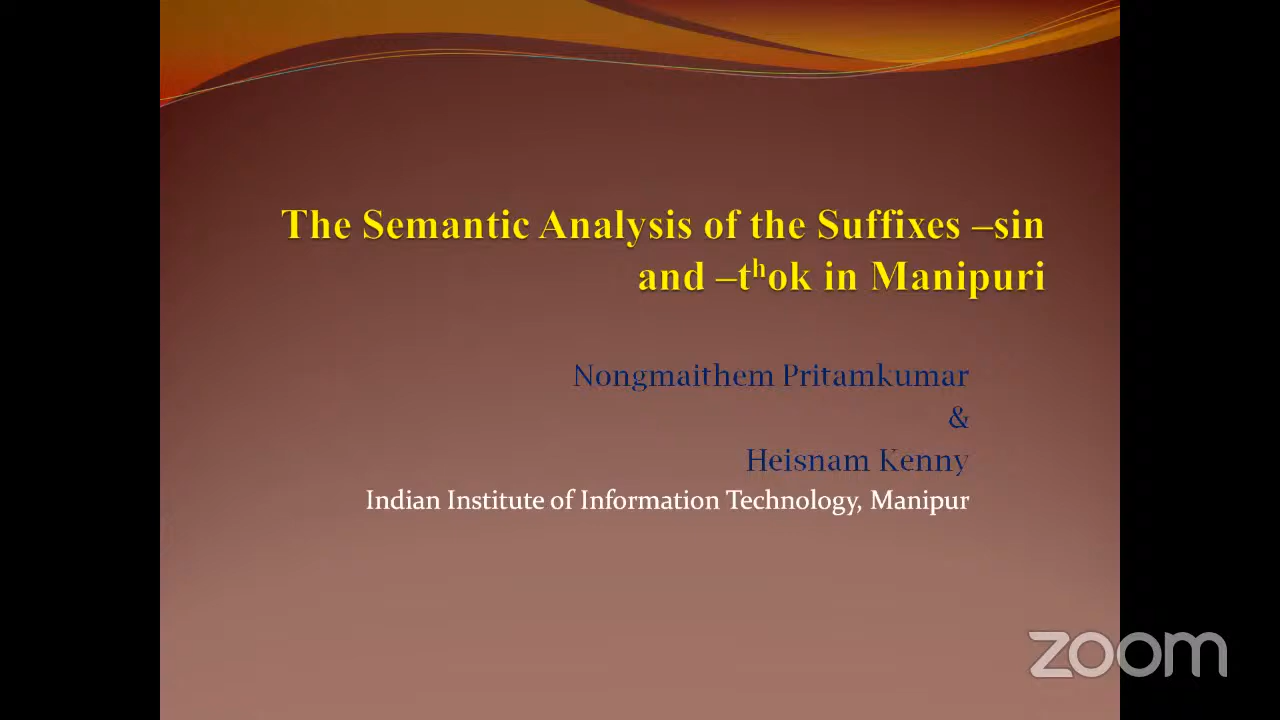 The Semantic Analysis of the Suffixes –sin
and –tʰok in Manipuri
Nongmaithem Pritamkumar
&
Heisnam Kenny
Indian Institute of Information Technology, Manipur
zoom